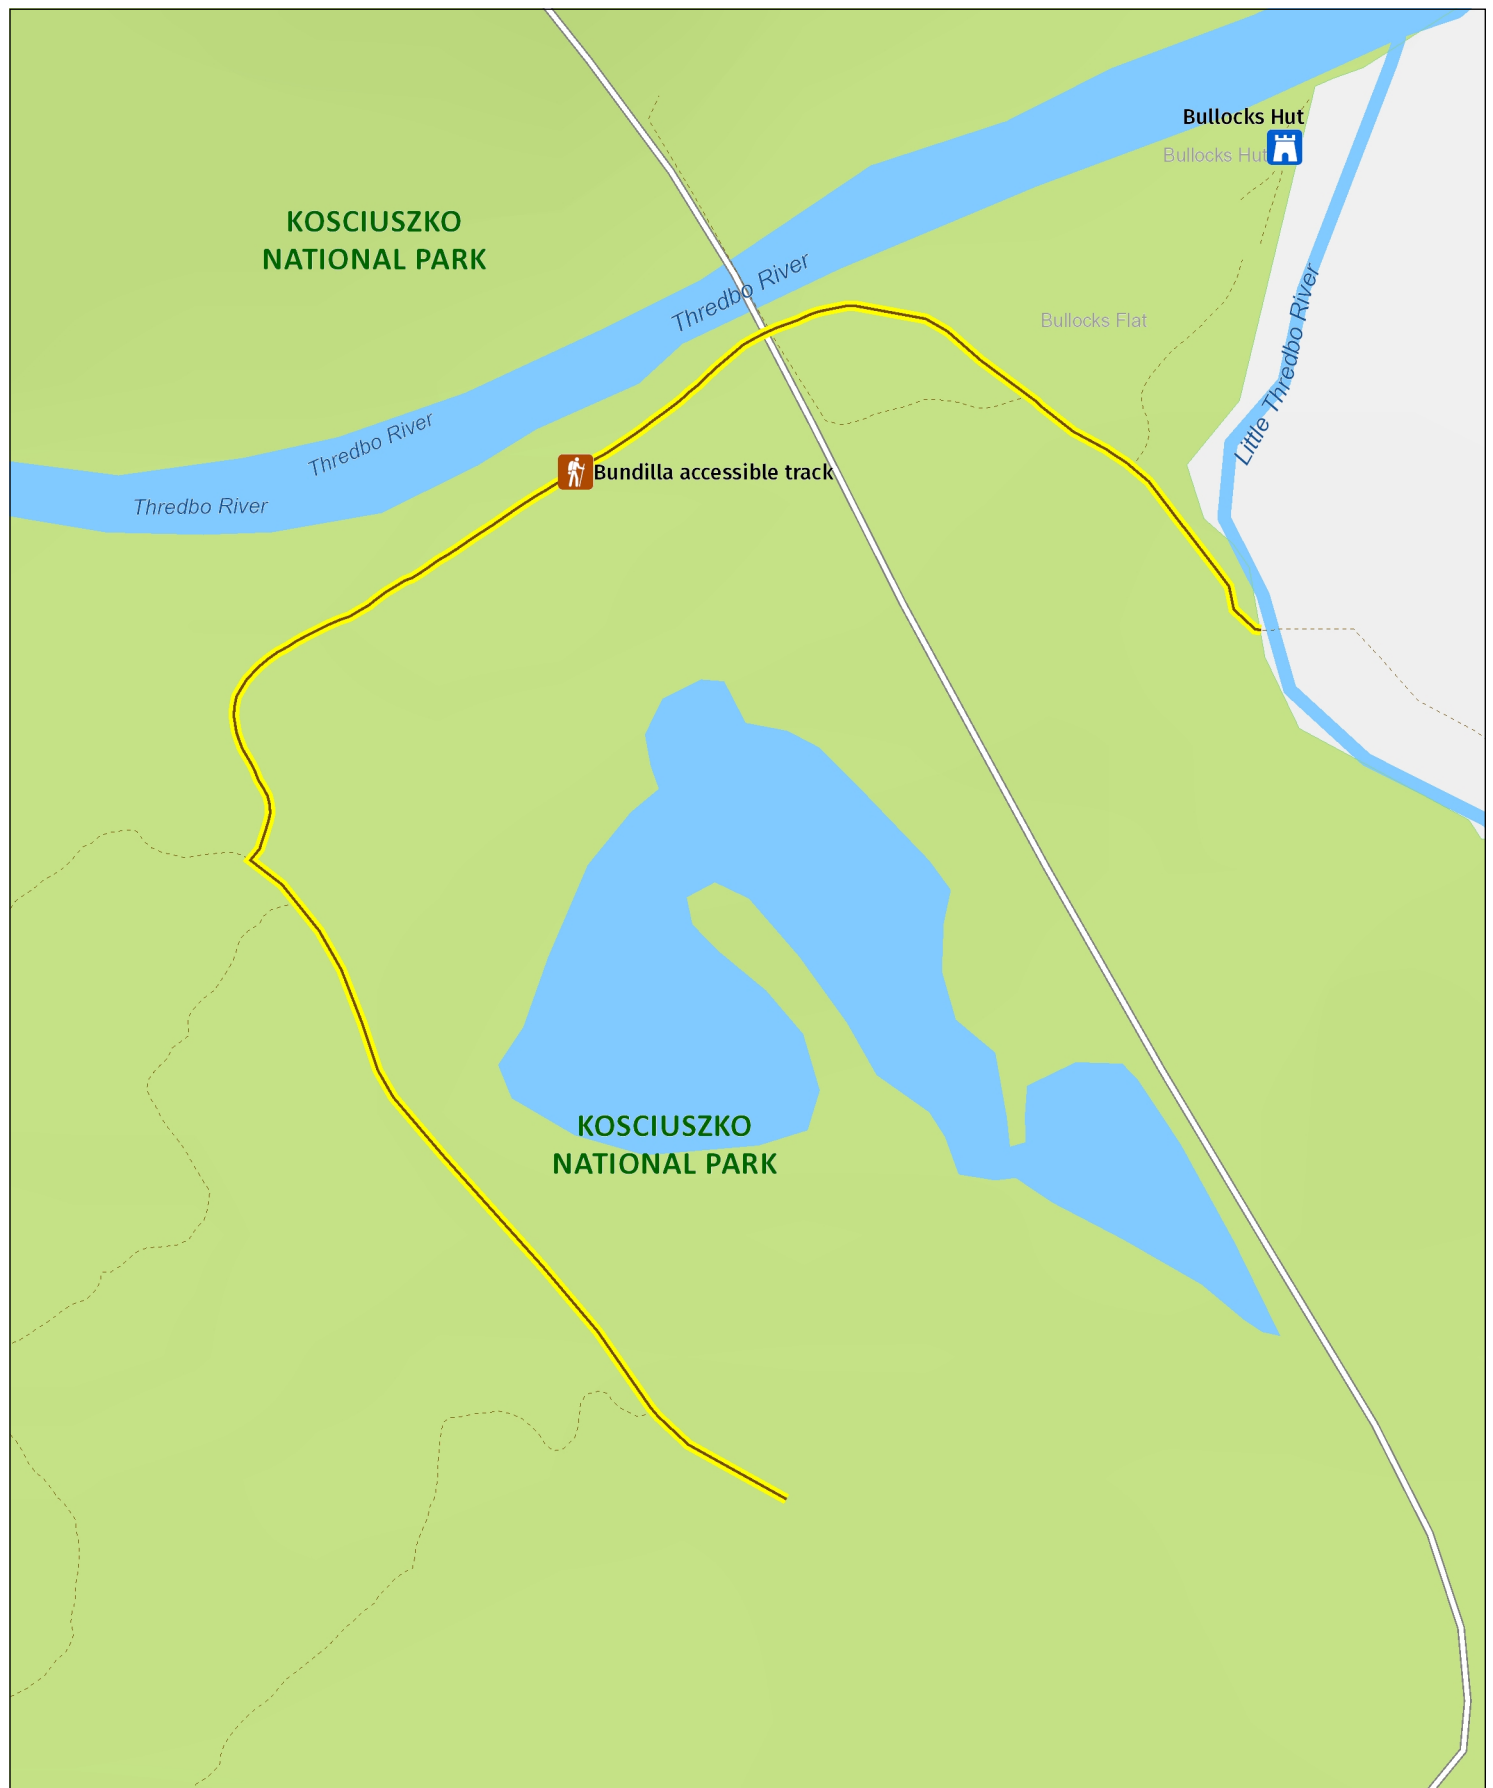 Bullocks Hut
Bullocks Hut
KOSCIUSZKO
NATIONAL PARK
Thredbo River
Bullocks Flat
Little Thredbo River
Thredbo River
Bundilla accessible track
Thredbo River
KOSCIUSZKO
NATIONAL PARK